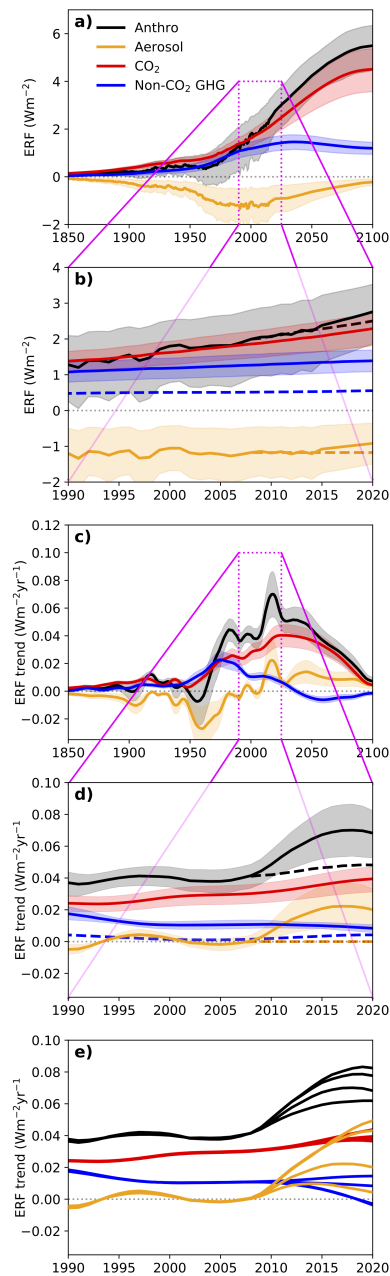 a)
Anthro
Aerosol
CO₂
Non-CO₂ GHG
ERF (Wm⁻²)
6
4
2
0
−2
1850 1900 1950 2000 2050 2100
b)
ERF (Wm⁻²)
4
3
2
1
0
−1
−2
1990 1995 2000 2005 2010 2015 2020
c)
ERF trend (Wm⁻²yr⁻¹)
0.12
0.10
0.08
0.06
0.04
0.02
0.00
−0.02
1850 1900 1950 2000 2050 2100
d)
ERF trend (Wm⁻²yr⁻¹
0.10
0.08
0.06
0.04
0.02
0.00
−0.02
1990 1995 2000 2005 2010 2015 2020
e)
ERF trend (Wm⁻²yr⁻¹
0.10
0.08
0.06
0.04
0.02
0.00
−0.02
1990 1995 2000 2005 2010 2015 2020